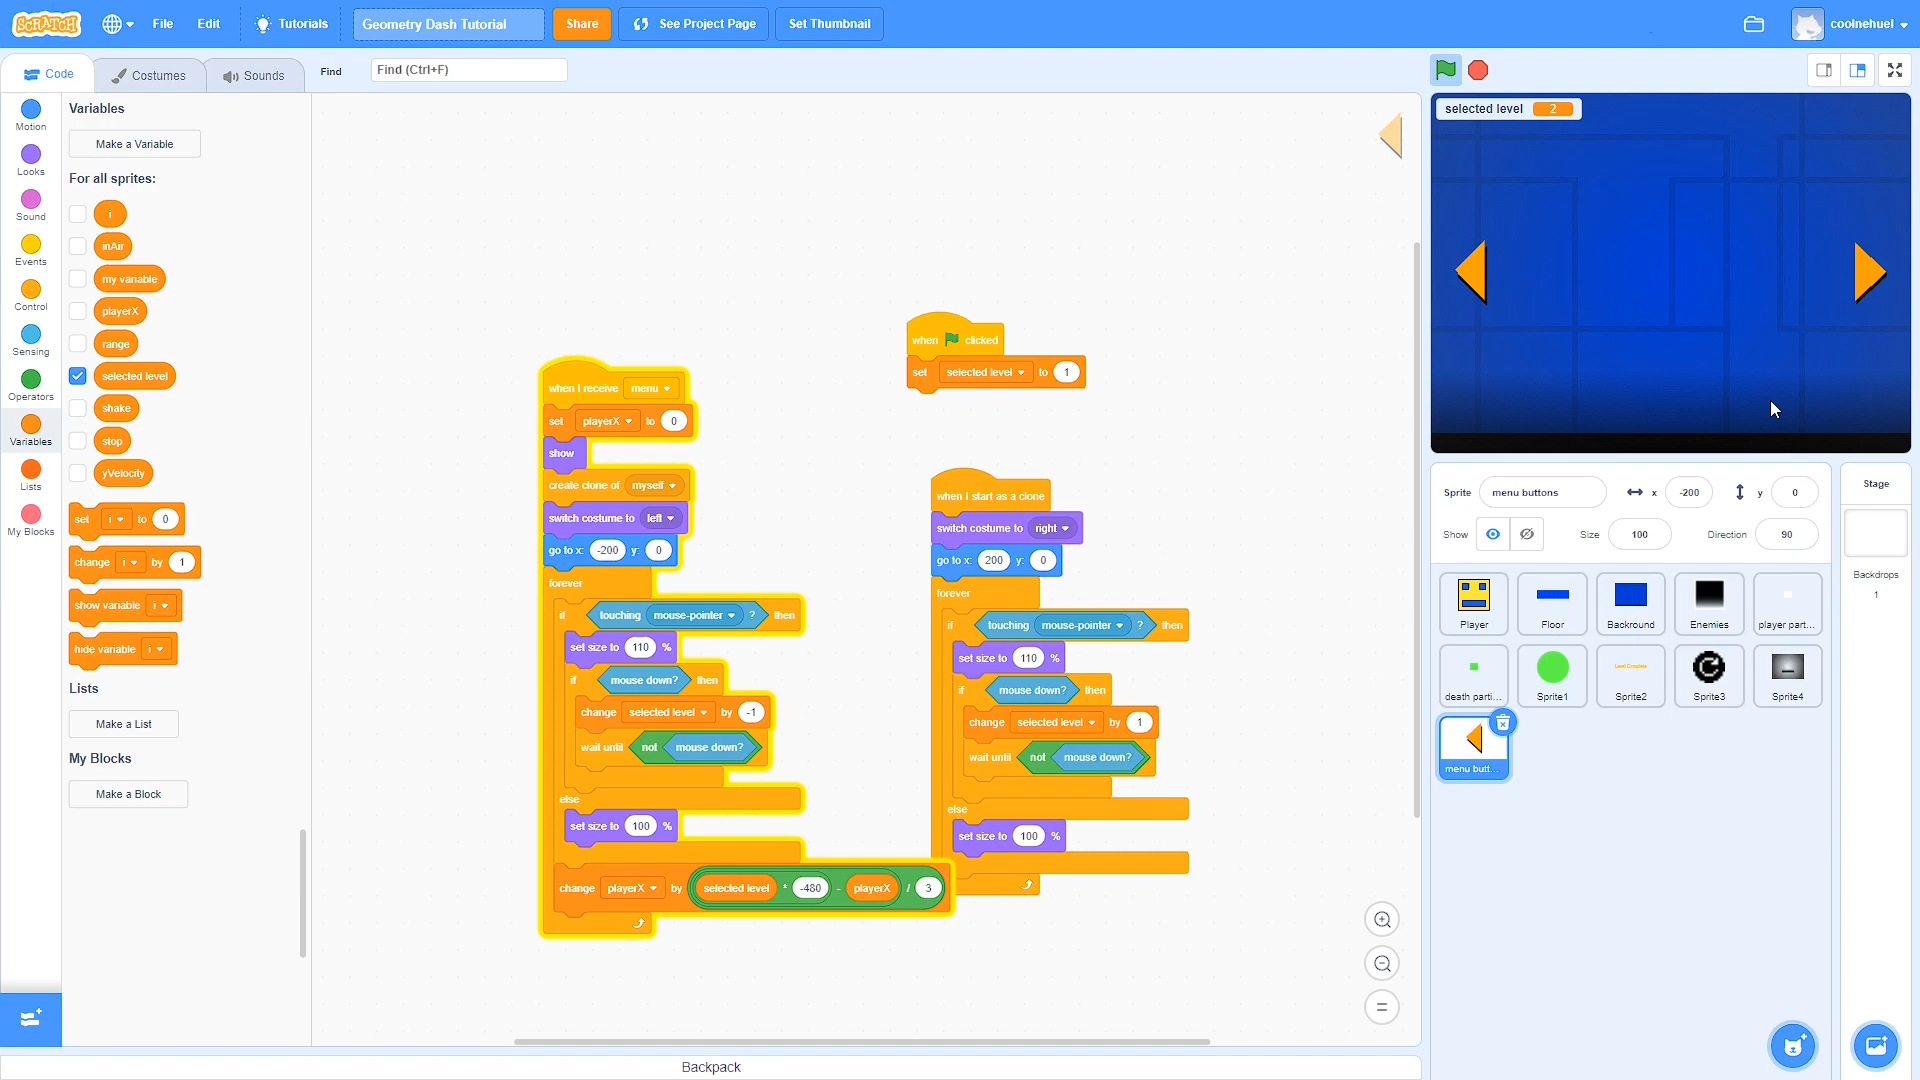 SCRATCH
File
Edit
Tutorials
Geometry Dash Tutorial
Share
See Project Page
Set Thumbnail
coolnehuel
Code
Costumes
Sounds
Find
Find (Ctrl+F)
Motion
Looks
Sound
Events
Control
Sensing
Operators
Variables
Lists
My Blocks
Variables
Make a Variable
For all sprites:
i
inAir
my variable
playerX
range
selected level
shake
stop
yVelocity
set i to 0
change i by 1
show variable i
hide variable i
Lists
Make a List
My Blocks
Make a Block
when I receive menu
set playerX to 0
show
create clone of myself
switch costume to left
go to x: -200 y: 0
forever
if touching mouse-pointer ? then
set size to 110 %
if mouse down? then
change selected level by -1
wait until not mouse down?
else
set size to 100 %
change playerX by selected level * -480 - playerX / 3
when clicked
set selected level to 1
when I start as a clone
switch costume to right
go to x: 200 y: 0
forever
if touching mouse-pointer ? then
set size to 110 %
if mouse down? then
change selected level by 1
wait until not mouse down?
else
set size to 100 %
Backpack
selected level 2
Sprite menu buttons x -200 y 0
Show Size 100 Direction 90
Player
Floor
Backround
Enemies
player part...
death parti...
Sprite1
Level Complete
Sprite2
Sprite3
Sprite4
menu butt...
Stage
Backdrops
1